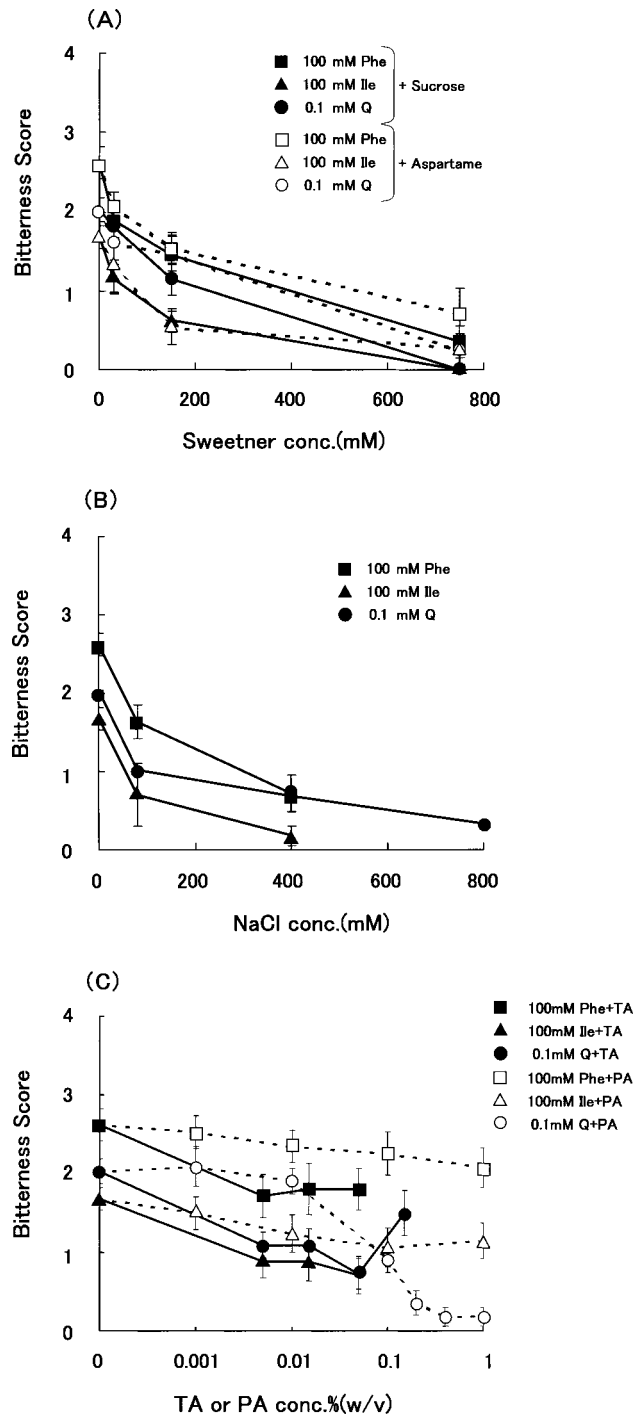 (A)
100 mM Phe
100 mM Ile
0.1 mM Q
+ Sucrose
100 mM Phe
100 mM Ile
0.1 mM Q
+ Aspartame
Bitterness Score
4
3
2
1
0
0 200 400 600 800
Sweetner conc.(mM)
(B)
100 mM Phe
100 mM Ile
0.1 mM Q
Bitterness Score
4
3
2
1
0
0 200 400 600 800
NaCl conc.(mM)
(C)
100mM Phe+TA
100mM Ile+TA
0.1mM Q+TA
100mM Phe+PA
100mM Ile+PA
0.1mM Q+PA
Bitterness Score
4
3
2
1
0
0 0.001 0.01 0.1 1
TA or PA conc.%(w/v)